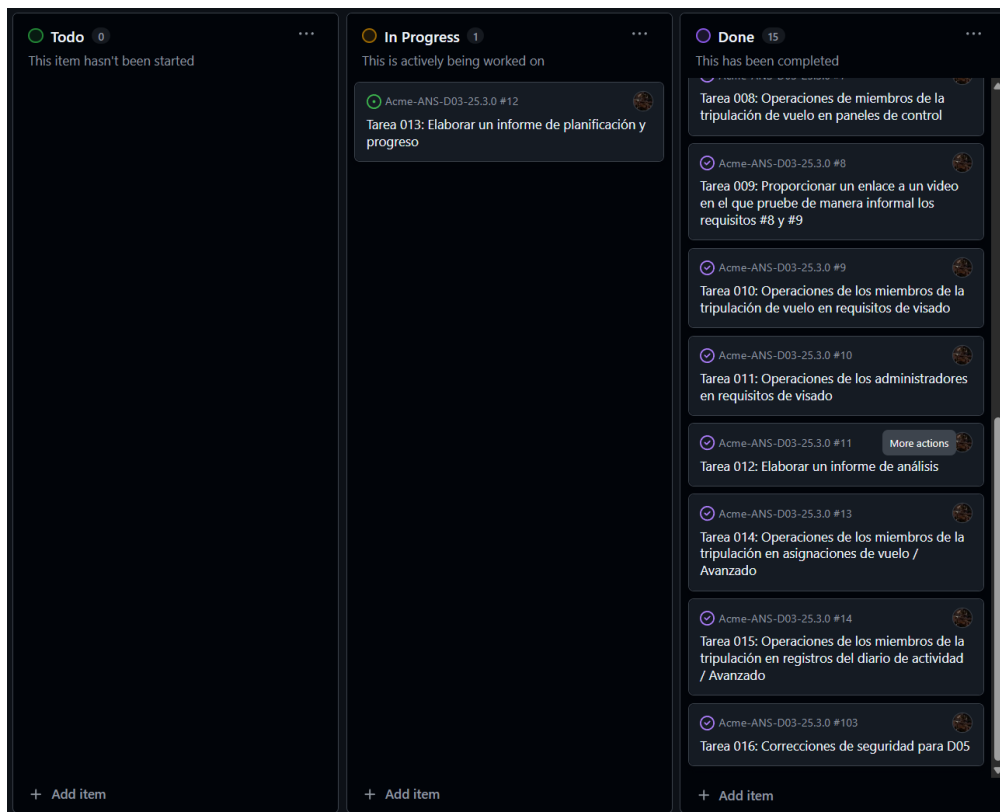 Todo 0
This item hasn't been started
Add item
In Progress 1
This is actively being worked on
Acme-ANS-D03-25.3.0 #12
Tarea 013: Elaborar un informe de planificación y
progreso
Add item
Done 15
This has been completed
Tarea 008: Operaciones de miembros de la
tripulación de vuelo en paneles de control
Acme-ANS-D03-25.3.0 #8
Tarea 009: Proporcionar un enlace a un video
en el que pruebe de manera informal los
requisitos #8 y #9
Acme-ANS-D03-25.3.0 #9
Tarea 010: Operaciones de los miembros de la
tripulación de vuelo en requisitos de visado
Acme-ANS-D03-25.3.0 #10
Tarea 011: Operaciones de los administradores
en requisitos de visado
Acme-ANS-D03-25.3.0 #11
More actions
Tarea 012: Elaborar un informe de análisis
Acme-ANS-D03-25.3.0 #13
Tarea 014: Operaciones de los miembros de la
tripulación en asignaciones de vuelo /
Avanzado
Acme-ANS-D03-25.3.0 #14
Tarea 015: Operaciones de los miembros de la
tripulación en registros del diario de actividad
/ Avanzado
Acme-ANS-D03-25.3.0 #103
Tarea 016: Correcciones de seguridad para D05
Add item